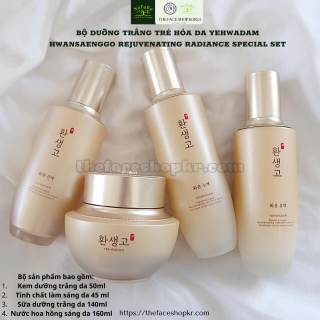 NATURE
THEFACESHOPKOREA
BỘ DƯỠNG TRẮNG TRẺ HÓA DA YEHWADAM
HWANSAENGGO REJUVENATING RADIANCE SPECIAL SET
환생고
환생고
환생고
환생고
thefaceshopkr.com
Bộ sản phẩm bao gồm:
1. Kem dưỡng trắng da 50ml
2. Tinh chất làm sáng da 45 ml
3. Sữa dưỡng trắng da 140ml
4. Nước hoa hồng sáng da 160ml
https://thefaceshopkr.com